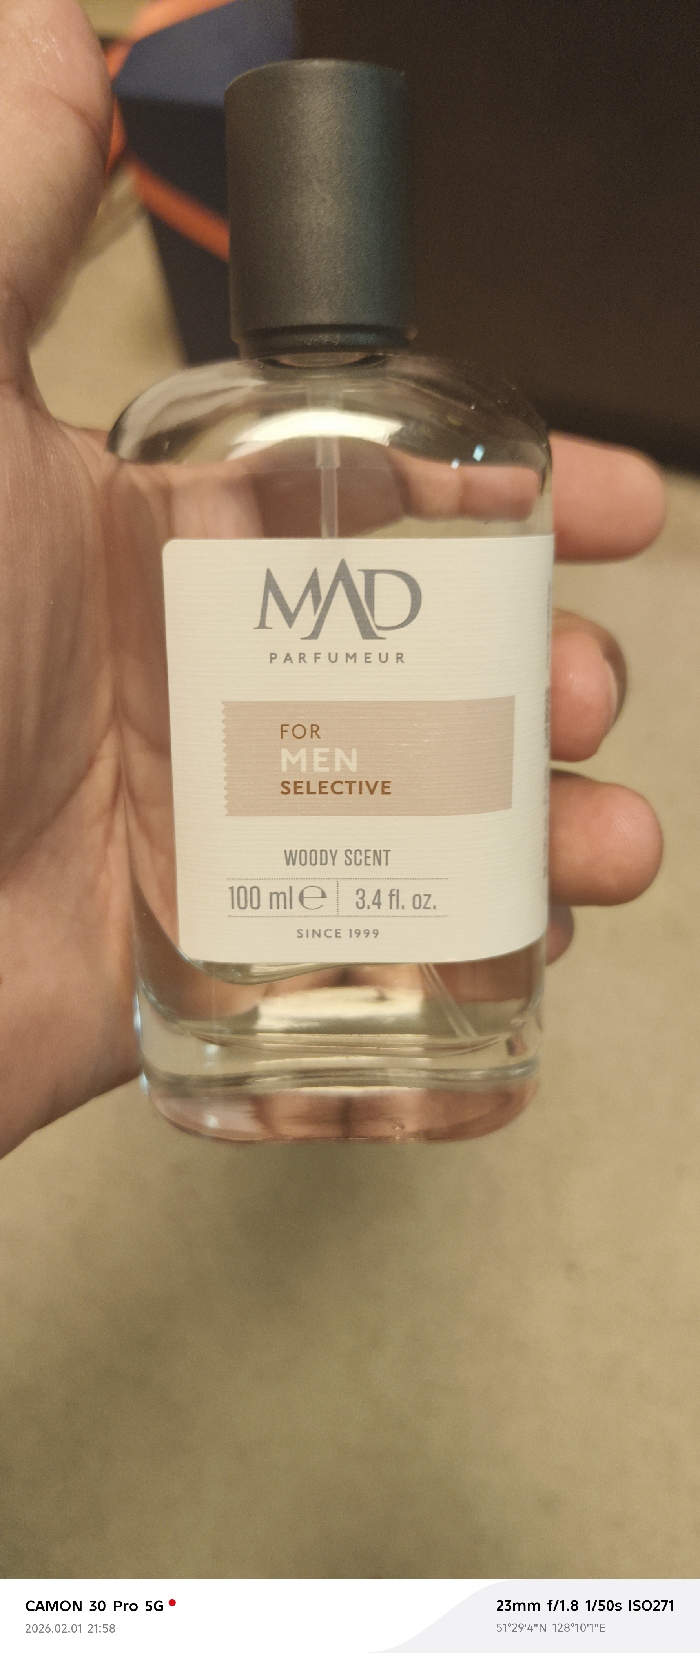 MAD
PARFUMEUR
FOR
MEN
SELECTIVE
WOODY SCENT
100 ml ℮ 3.4 fl. oz.
SINCE 1999
CAMON 30 Pro 5G
2026.02.01 21:58
23mm f/1.8 1/50s ISO271
51°29'4"N 128°10'7"E